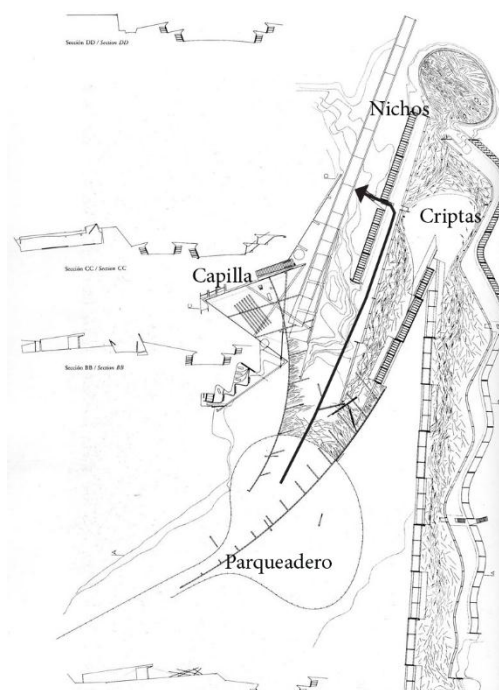 Sección DD / Section DD
Nichos
Criptas
Sección CC / Section CC
Capilla
Sección BB / Section BB
Parqueadero